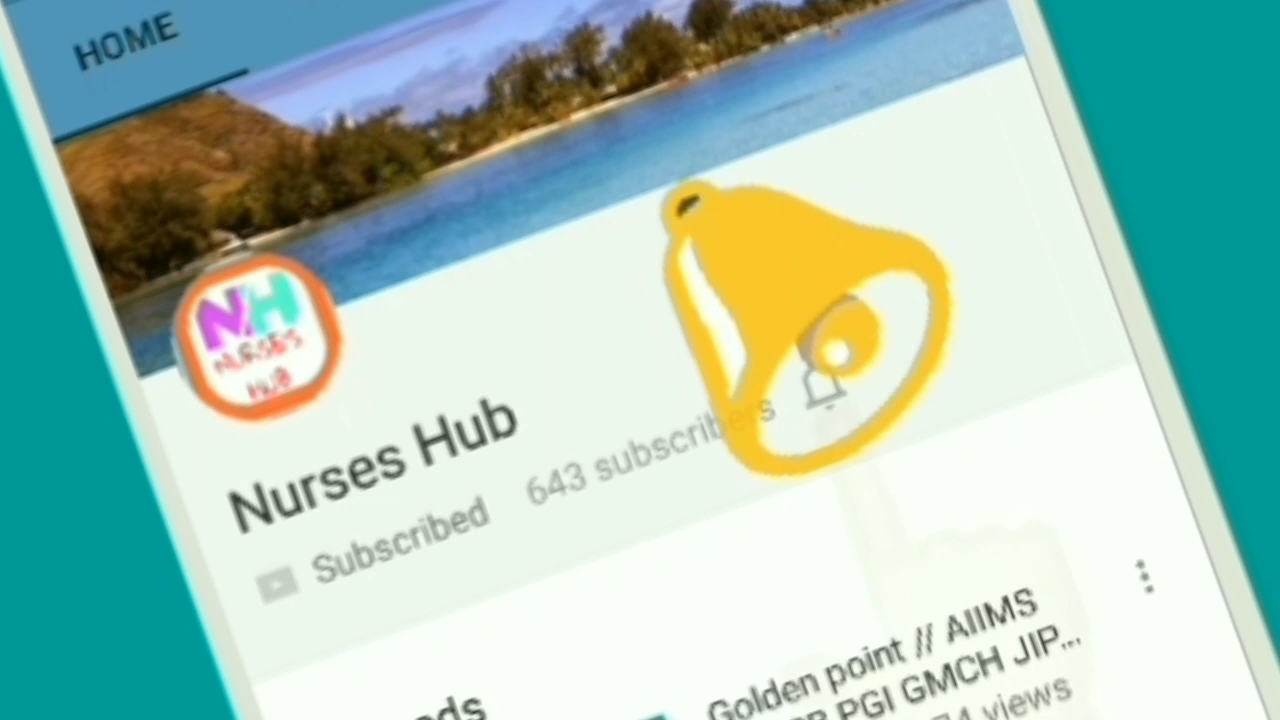 HOME
NH
NURSES
HUB
Nurses Hub
Subscribed 643 subscribers
Golden point // AIIMS
PGI GMCH JIP...
views